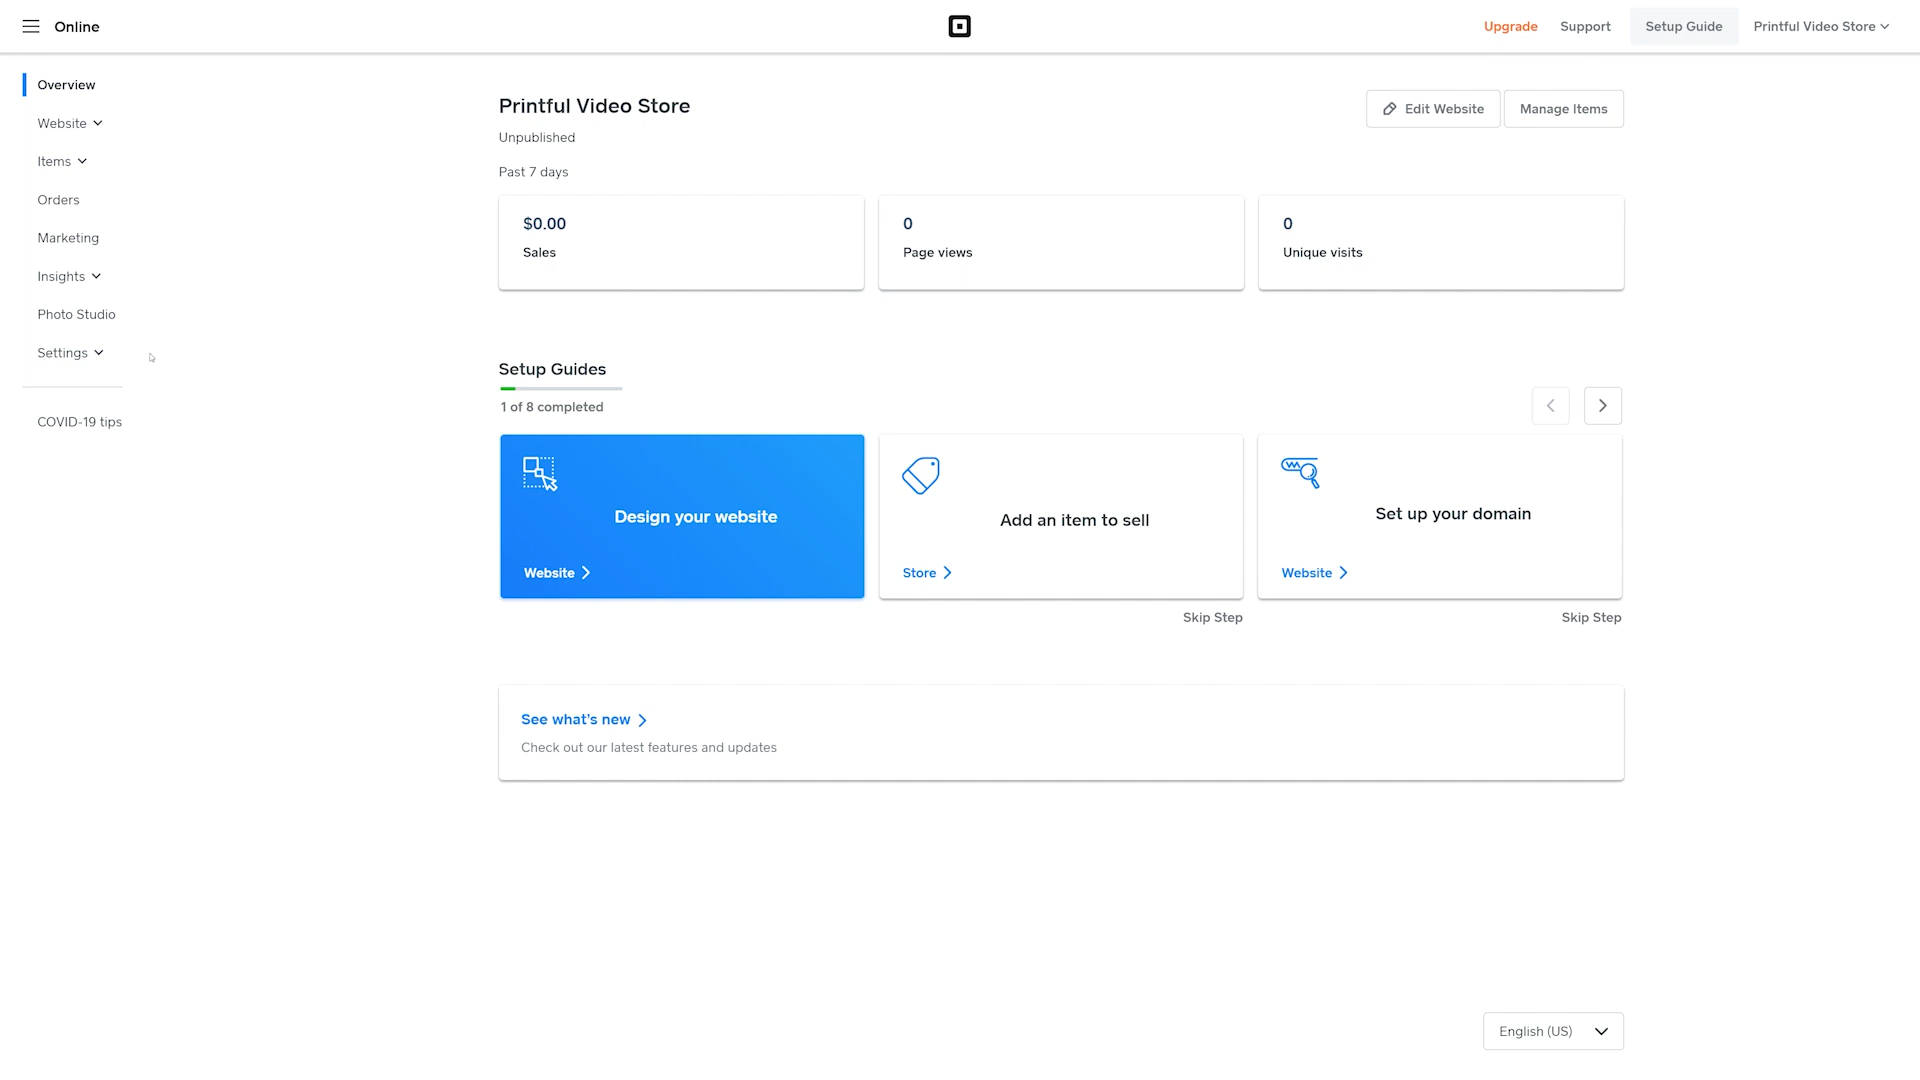 Online
Upgrade
Support
Setup Guide
Printful Video Store
Overview
Website
Items
Orders
Marketing
Insights
Photo Studio
Settings
COVID-19 tips
Printful Video Store
Unpublished
Edit Website
Manage Items
Past 7 days
$0.00
Sales
0
Page views
0
Unique visits
Setup Guides
1 of 8 completed
Design your website
Website
Add an item to sell
Store
Skip Step
Set up your domain
Website
Skip Step
See what's new
Check out our latest features and updates
English (US)